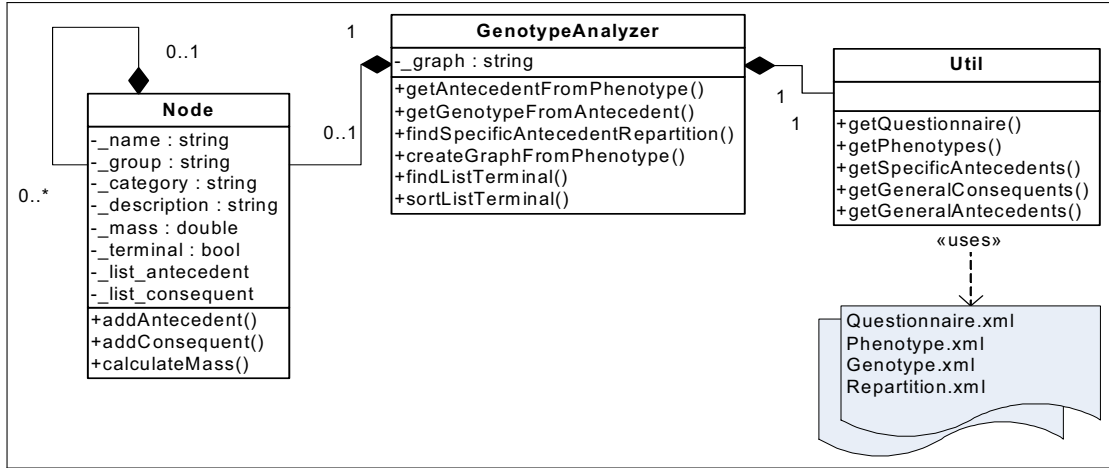 0..1
0..*
Node
-_name : string
-_group : string
-_category : string
-_description : string
-_mass : double
-_terminal : bool
-_list_antecedent
-_list_consequent
+addAntecedent()
+addConsequent()
+calculateMass()
1
0..1
GenotypeAnalyzer
-_graph : string
+getAntecedentFromPhenotype()
+getGenotypeFromAntecedent()
+findSpecificAntecedentRepartition()
+createGraphFromPhenotype()
+findListTerminal()
+sortListTerminal()
1
1
Util
+getQuestionnaire()
+getPhenotypes()
+getSpecificAntecedents()
+getGeneralConsequents()
+getGeneralAntecedents()
«uses»
Questionnaire.xml
Phenotype.xml
Genotype.xml
Repartition.xml